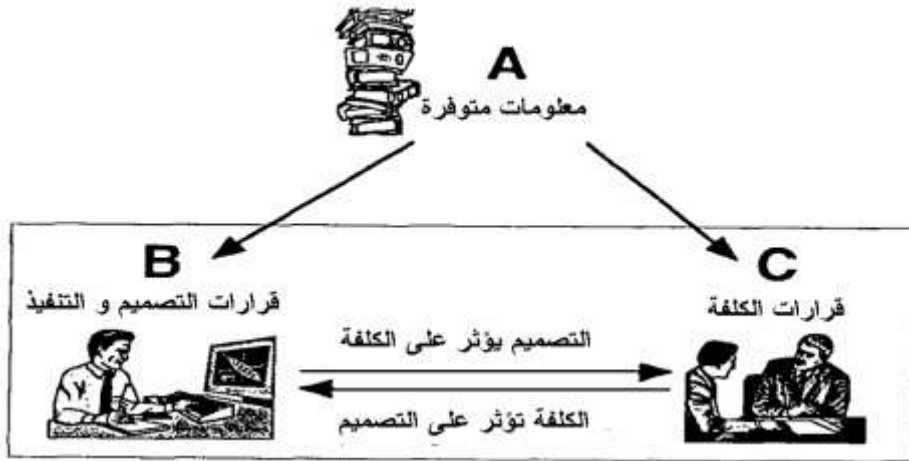 A
معلومات متوفرة
B
قرارات التصميم و التنفيذ
C
قرارات الكلفة
التصميم يؤثر على الكلفة
الكلفة تؤثر على التصميم